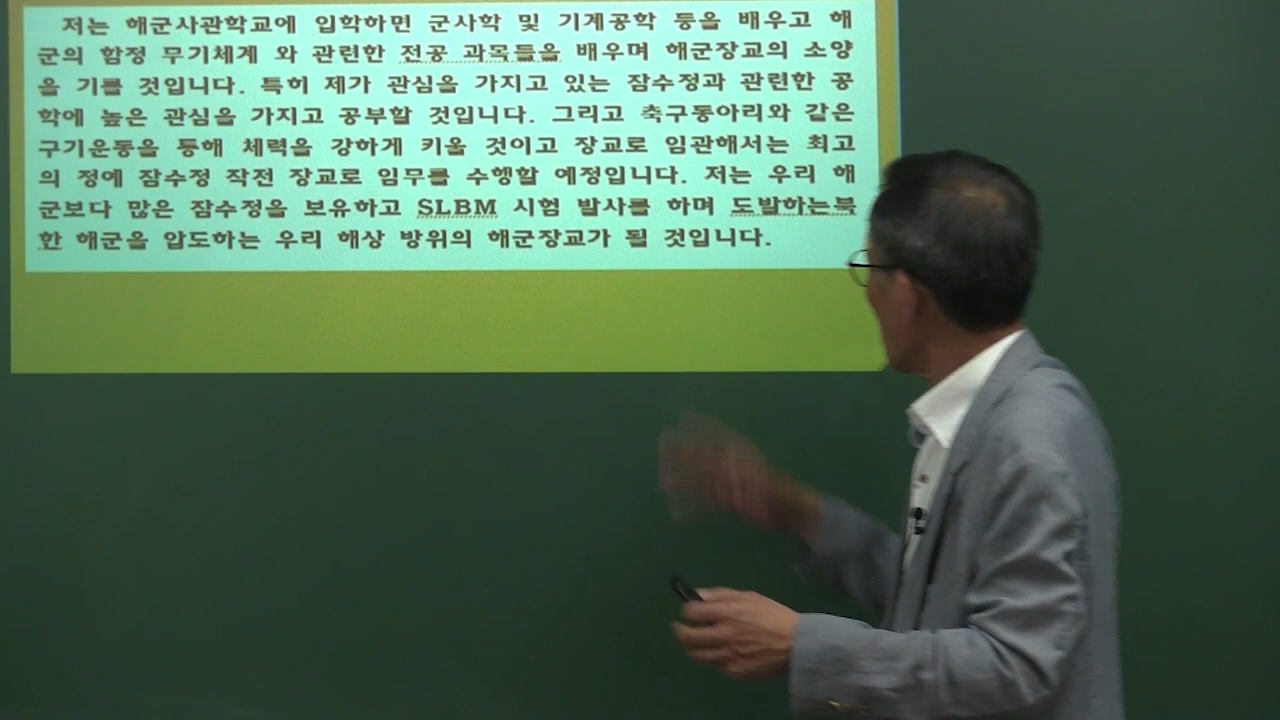 저는 해군사관학교에 입학하면 군사학 및 기계공학 등을 배우고 해
군의 함정 무기체계 와 관련한 전공 과목들을 배우며 해군장교의 소양
을 기를 것입니다. 특히 제가 관심을 가지고 있는 잠수정과 관련한 공
학에 높은 관심을 가지고 공부할 것입니다. 그리고 축구동아리와 같은
구기운동을 통해 체력을 강하게 키울 것이고 장교로 임관해서는 최고
의 정예 잠수정 작전 장교로 임무를 수행할 예정입니다. 저는 우리 해
군보다 많은 잠수정을 보유하고 SLBM 시험 발사를 하며 도발하는북
한 해군을 압도하는 우리 해상 방위의 해군장교가 될 것입니다.